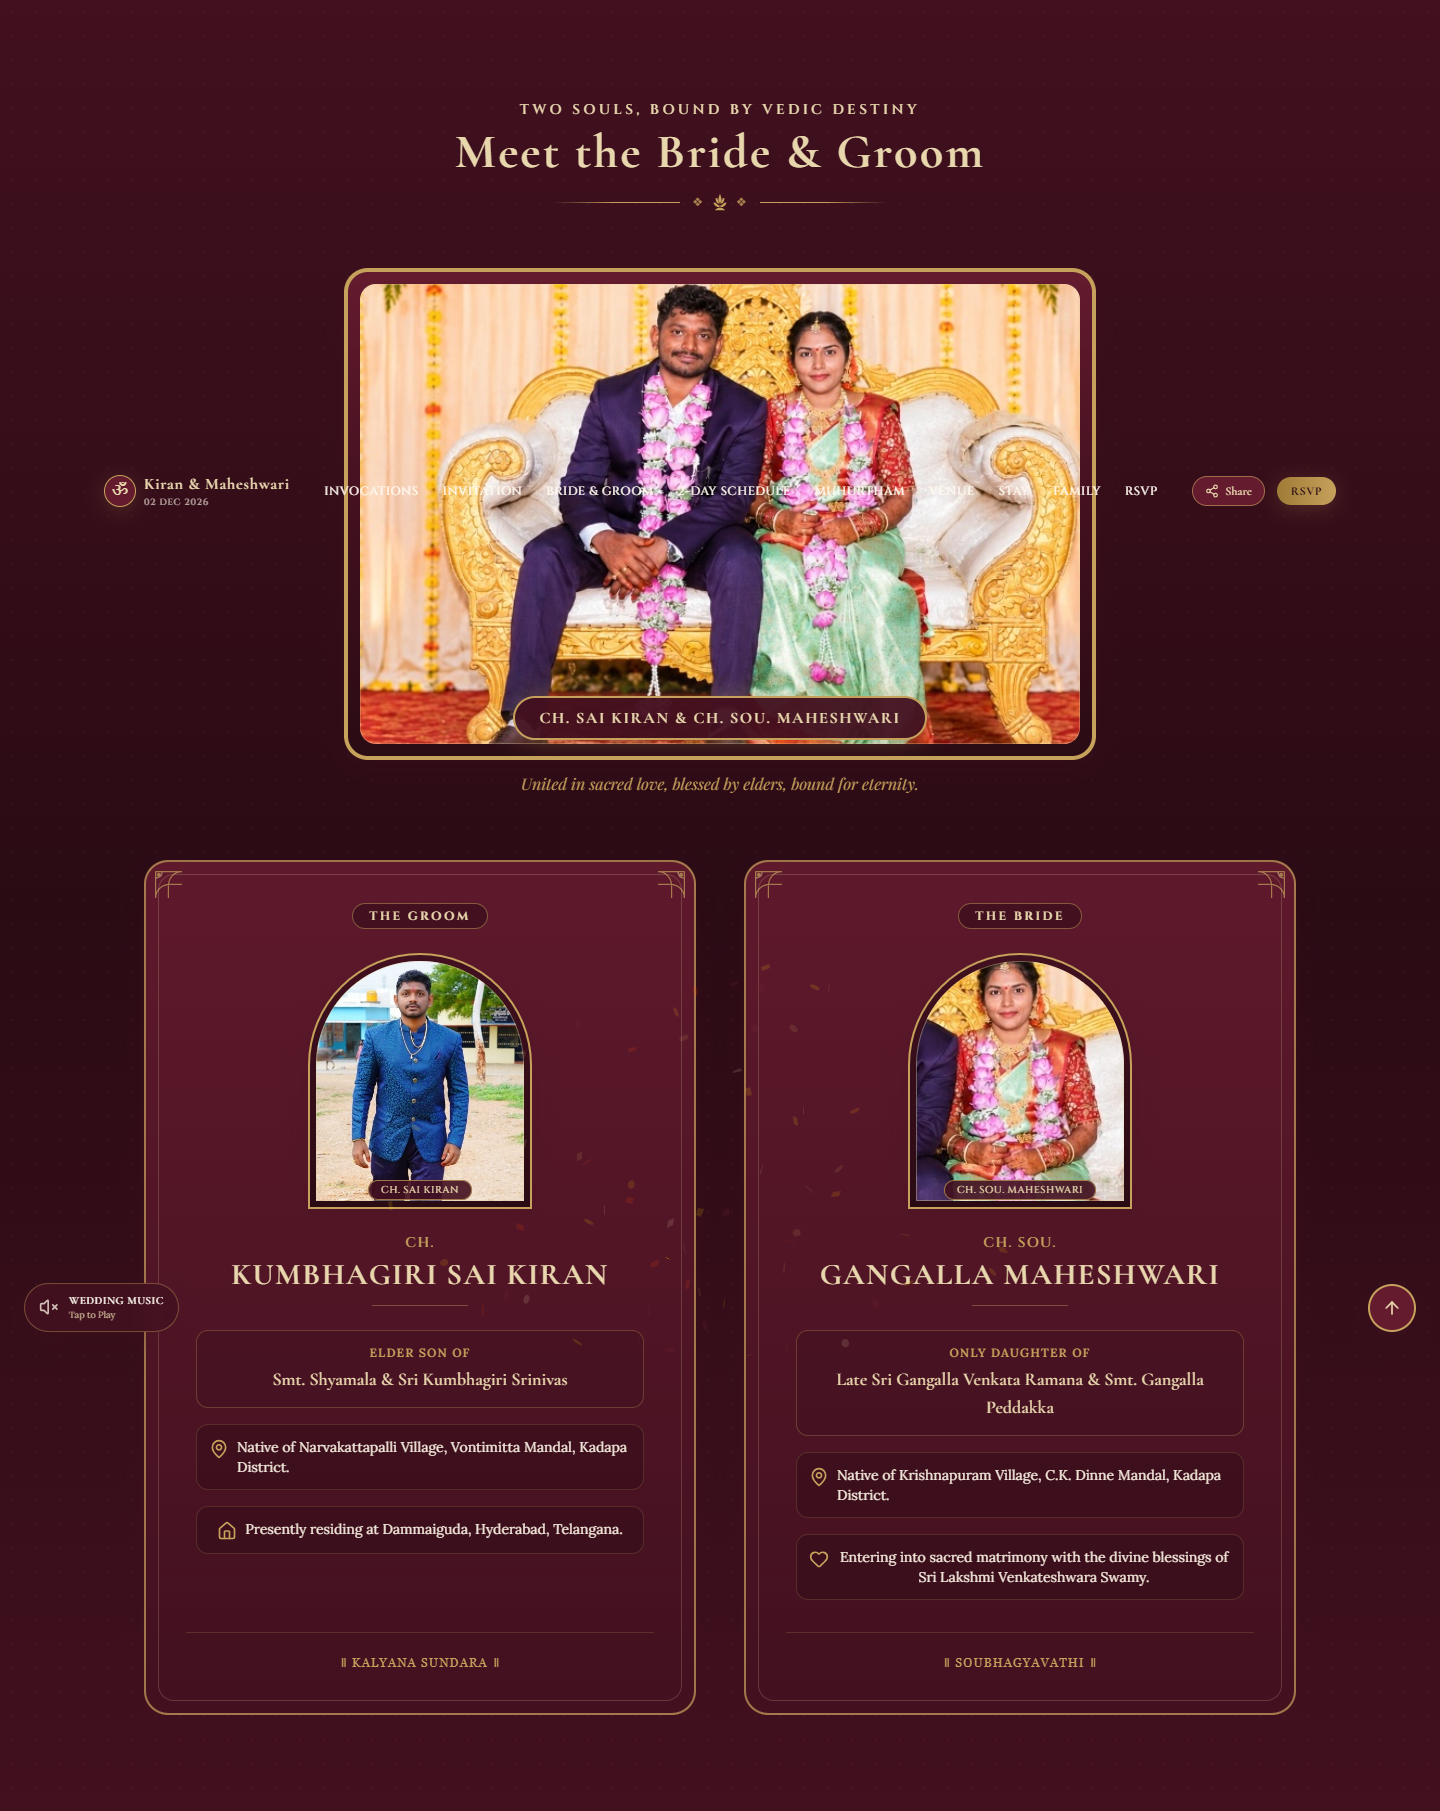 TWO SOULS, BOUND BY VEDIC DESTINY
Meet the Bride & Groom
ॐ
Kiran & Maheshwari
02 DEC 2026
INVOCATIONS INVITATION BRIDE & GROOM 2-DAY SCHEDULE MUHURTHAM VENUE STAY FAMILY RSVP
Share
RSVP
CH. SAI KIRAN & CH. SOU. MAHESHWARI
United in sacred love, blessed by elders, bound for eternity.
THE GROOM
CH. SAI KIRAN
CH.
KUMBHAGIRI SAI KIRAN
ELDER SON OF
Smt. Shyamala & Sri Kumbhagiri Srinivas
Native of Narvakattapalli Village, Vontimitta Mandal, Kadapa
District.
Presently residing at Dammaiguda, Hyderabad, Telangana.
॥ KALYANA SUNDARA ॥
THE BRIDE
CH. SOU. MAHESHWARI
CH. SOU.
GANGALLA MAHESHWARI
ONLY DAUGHTER OF
Late Sri Gangalla Venkata Ramana & Smt. Gangalla
Peddakka
Native of Krishnapuram Village, C.K. Dinne Mandal, Kadapa
District.
Entering into sacred matrimony with the divine blessings of
Sri Lakshmi Venkateshwara Swamy.
॥ SOUBHAGYAVATHI ॥
WEDDING MUSIC
Tap to Play